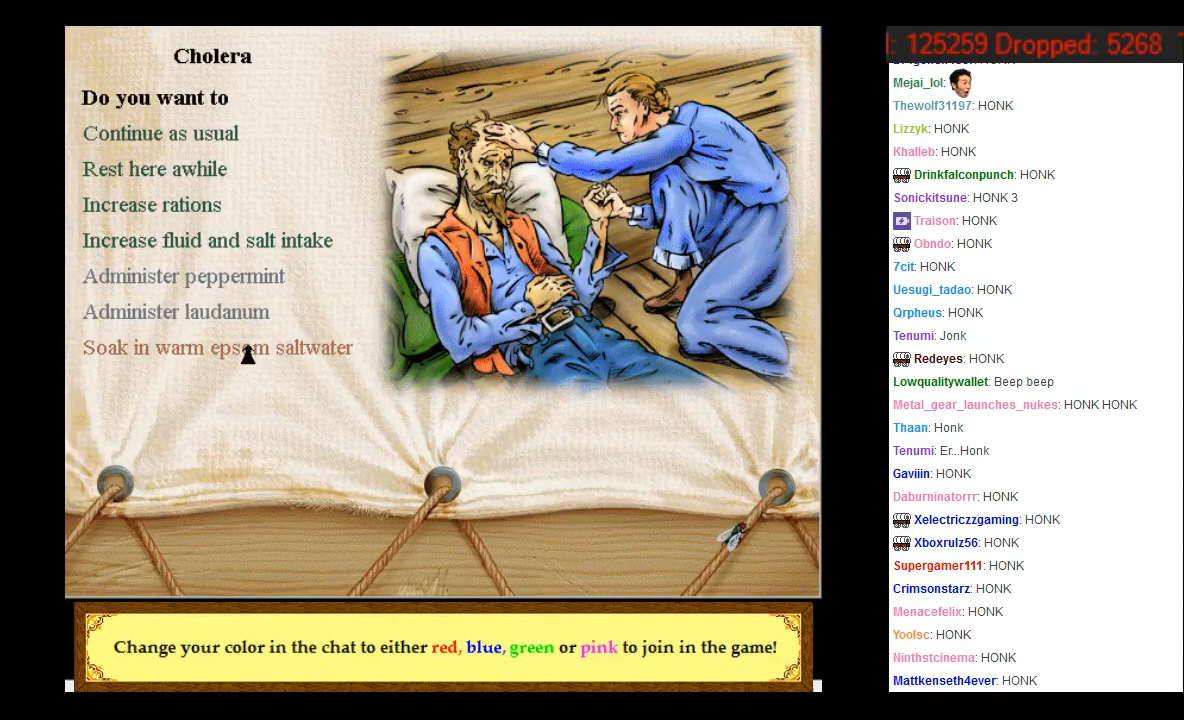 Cholera
Do you want to
Continue as usual
Rest here awhile
Increase rations
Increase fluid and salt intake
Administer peppermint
Administer laudanum
Soak in warm epsom saltwater
Change your color in the chat to either red, blue, green or pink to join in the game!
: 125259 Dropped: 5268
Mejai_lol:
Thewolf31197: HONK
Lizzyk: HONK
Khalleb: HONK
Drinkfalconpunch: HONK
Sonickitsune: HONK 3
Traison: HONK
Obndo: HONK
7cit: HONK
Uesugi_tadao: HONK
Qrpheus: HONK
Tenumi: Jonk
Redeyes: HONK
Lowqualitywallet: Beep beep
Metal_gear_launches_nukes: HONK HONK
Thaan: Honk
Tenumi: Er...Honk
Gaviiin: HONK
Daburninatorrr: HONK
Xelectriczzgaming: HONK
Xboxrulz56: HONK
Supergamer111: HONK
Crimsonstarz: HONK
Menacefelix: HONK
Yoolsc: HONK
Ninthstcinema: HONK
Mattkenseth4ever: HONK